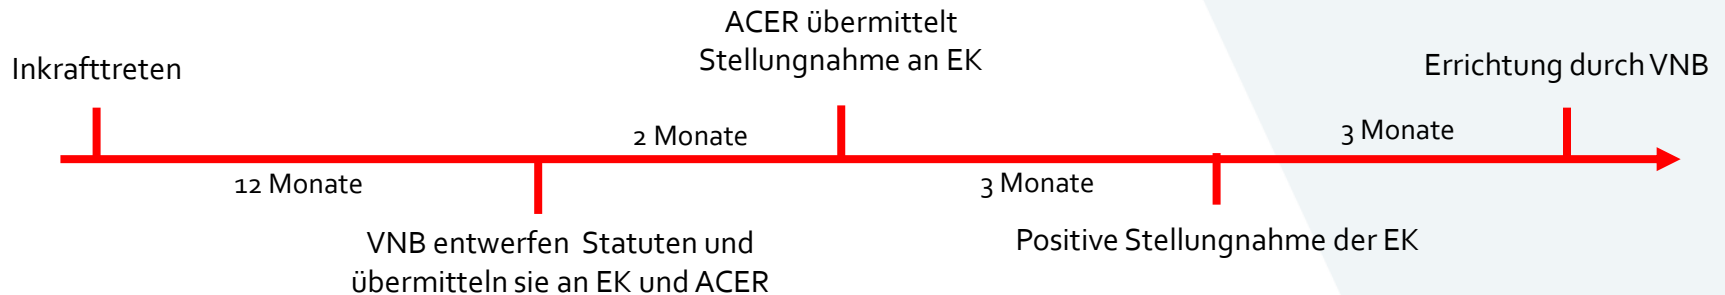 ACER übermittelt
Stellungnahme an EK
Inkrafttreten
Errichtung durch VNB
2 Monate
3 Monate
12 Monate
3 Monate
VNB entwerfen Statuten und
übermitteln sie an EK und ACER
Positive Stellungnahme der EK